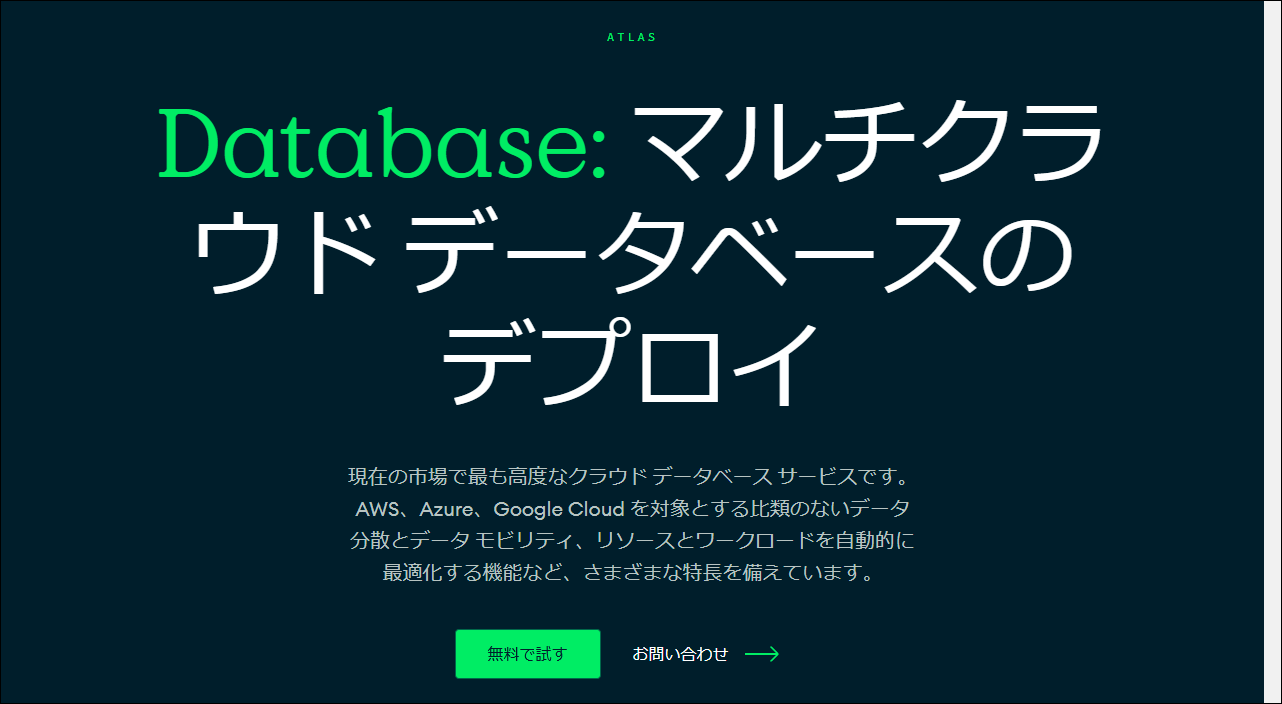 ATLAS
Database: マルチクラ
ウド データベースの
デプロイ
現在の市場で最も高度なクラウド データベース サービスです。
AWS、Azure、Google Cloud を対象とする比類のないデータ
分散とデータ モビリティ、リソースとワークロードを自動的に
最適化する機能など、さまざまな特長を備えています。
無料で試す
お問い合わせ